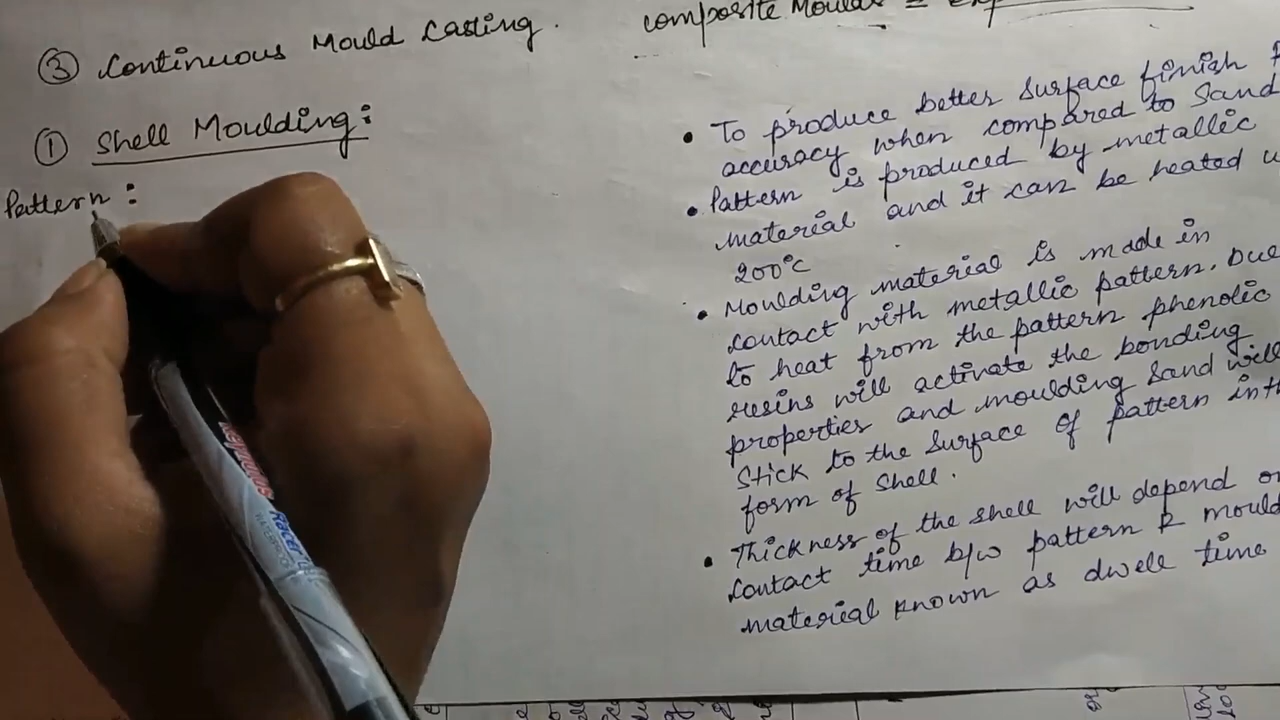 ③ Continuous Mould Casting.
composite Moulds =
① Shell Moulding:
Pattern:
• To produce better surface finish
accuracy when compared to Sand
• Pattern is produced by metallic
material and it can be heated
200°c
• Moulding material is made in
contact with metallic pattern. Due
to heat from the pattern phenolic
resins will activate the bonding
properties and moulding Sand will
Stick to the Surface of pattern in
form of Shell.
• Thickness of the shell will depend on
contact time b/w pattern & mould
material known as dwell time
Reynolds
Racer
WATERPROOF